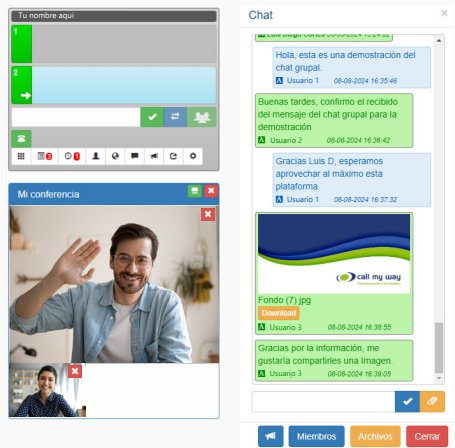 Tu nombre aquí
1
2
3
1
Mi conferencia
Chat
08-08-2024
Hola, esta es una demostración del
chat grupal.
A Usuario 1 08-08-2024 16:35:46
Buenas tardes, confirmo el recibido
del mensaje del chat grupal para la
demostración
A Usuario 2 08-08-2024 16:36:42
Gracias Luis D, esperamos
aprovechar al máximo esta
plataforma.
A Usuario 1 08-08-2024 16:37:32
call my way
Fondo (7).jpg
Download
A Usuario 3 08-08-2024 16:38:55
Gracias por la información, me
gustaría compartirles una Imagen.
A Usuario 3 08-08-2024 16:39:05
Miembros
Archivos
Cerrar